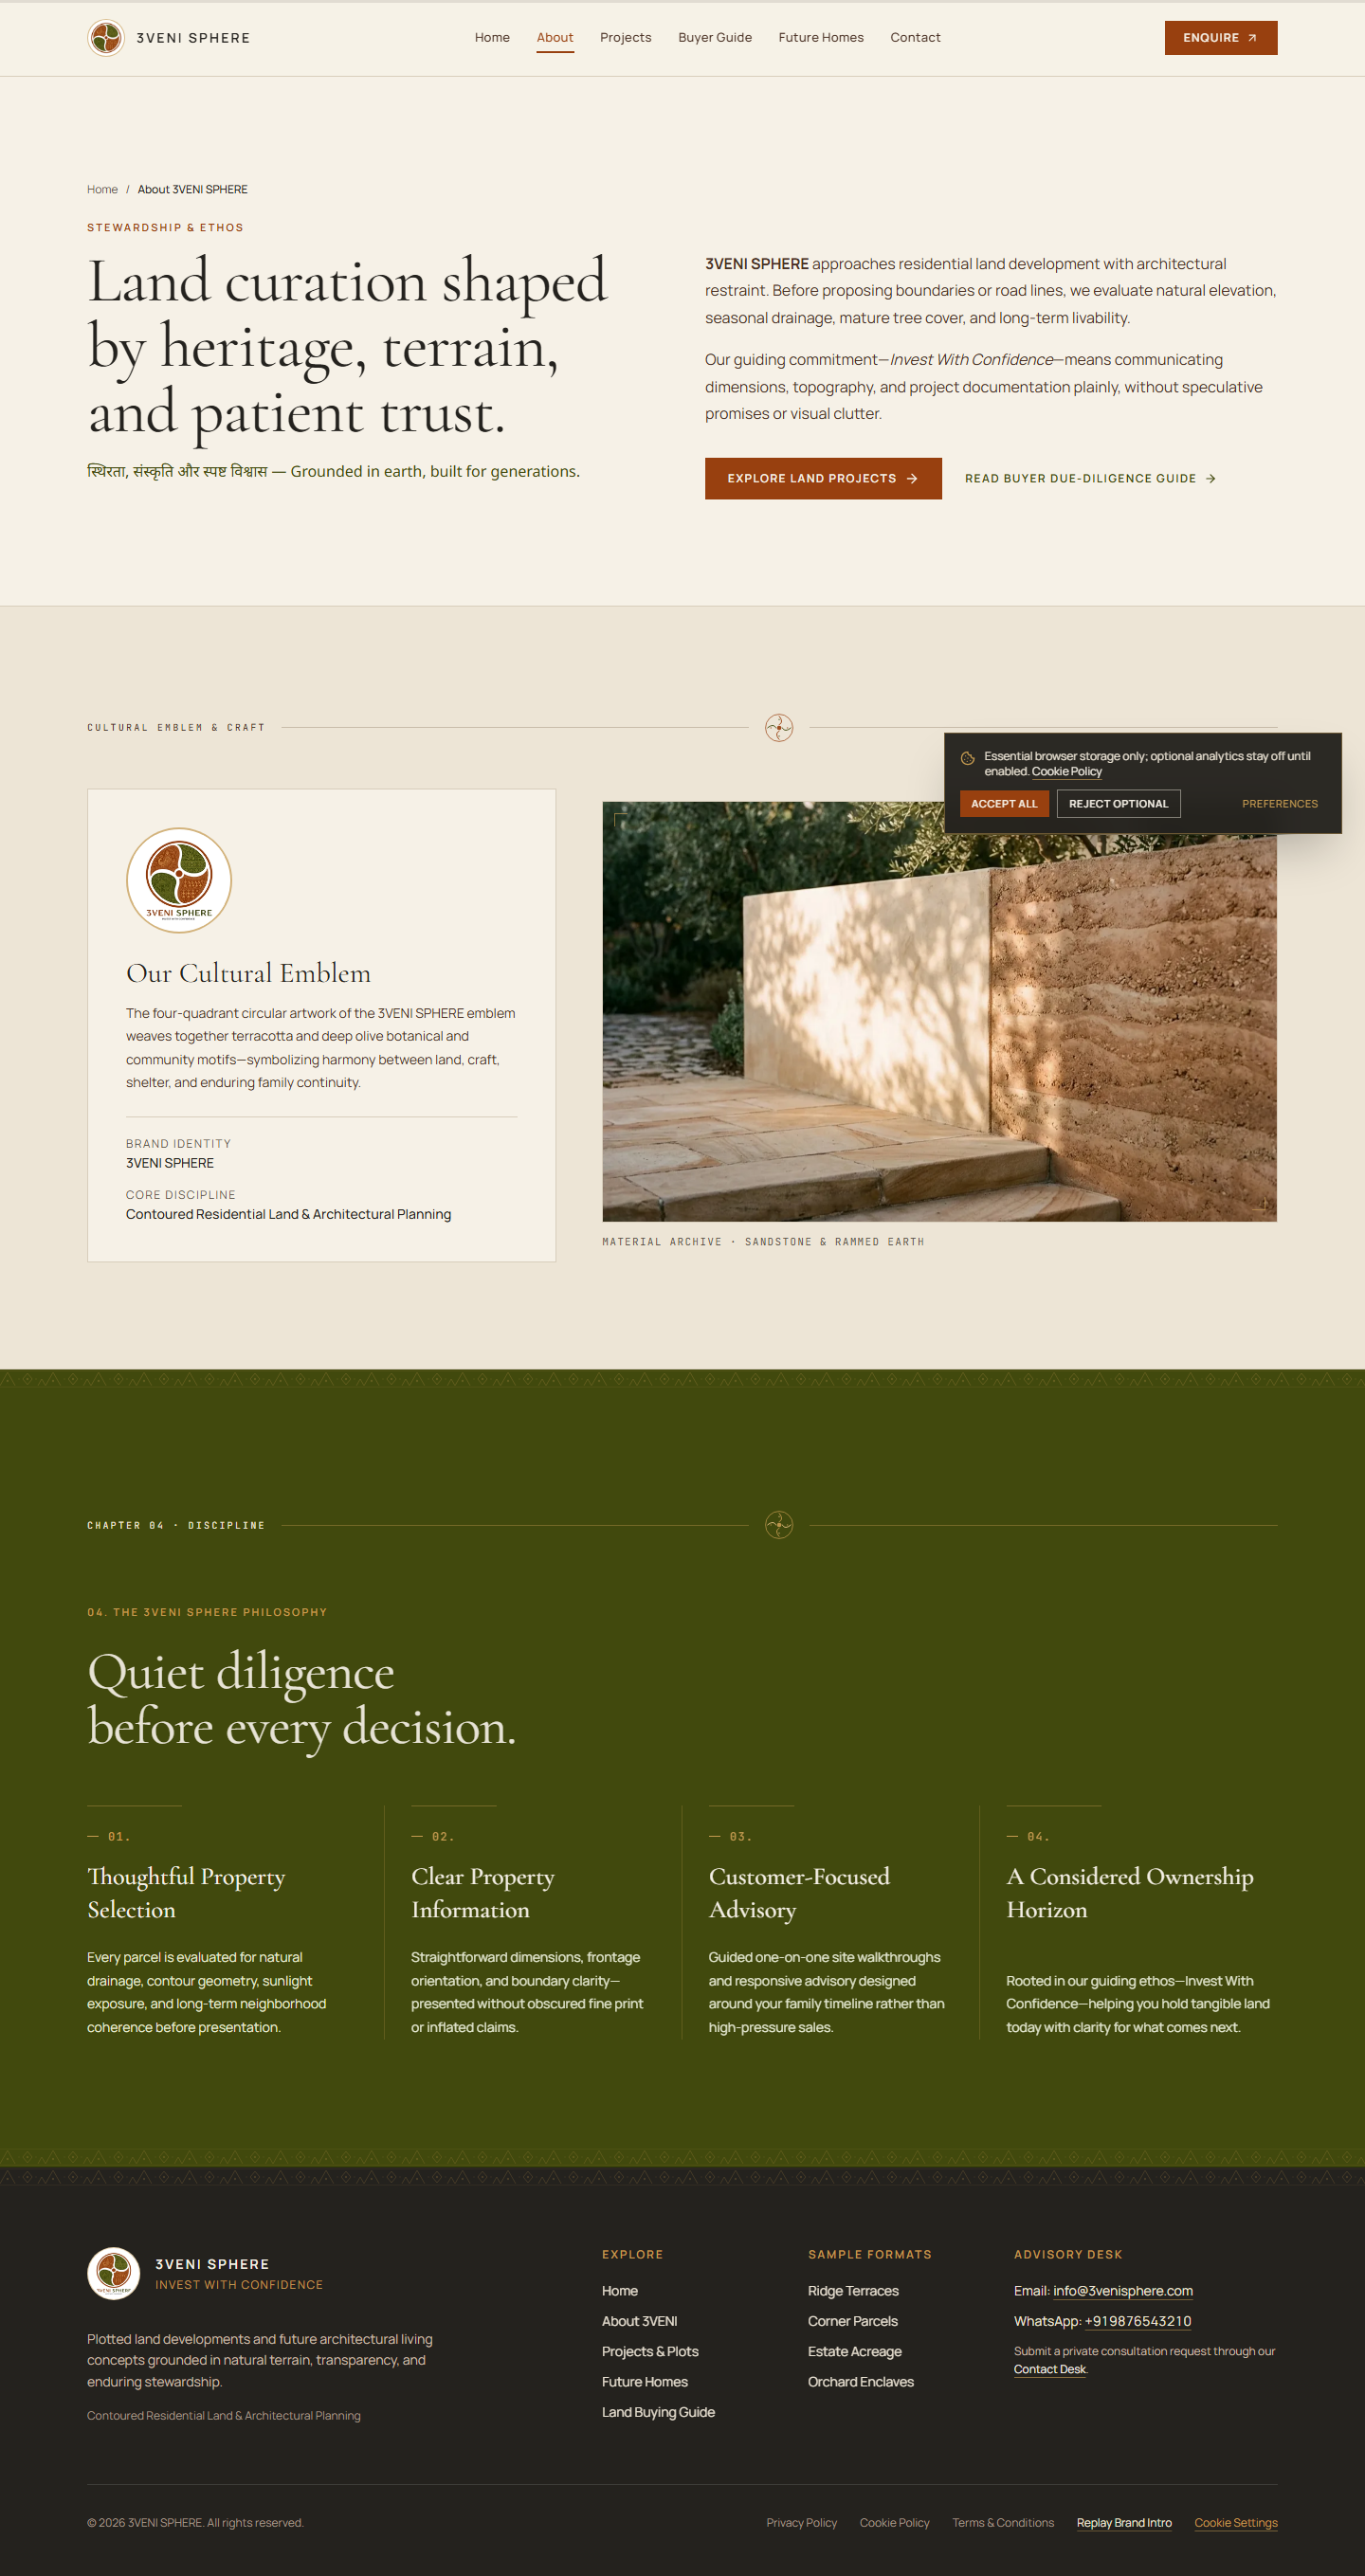 3VENI SPHERE
Home
About
Projects
Buyer Guide
Future Homes
Contact
ENQUIRE
Home / About 3VENI SPHERE
STEWARDSHIP & ETHOS
Land curation shaped
by heritage, terrain,
and patient trust.
स्थिरता, संस्कृति और स्पष्ट विश्वास — Grounded in earth, built for generations.
3VENI SPHERE approaches residential land development with architectural
restraint. Before proposing boundaries or road lines, we evaluate natural elevation,
seasonal drainage, mature tree cover, and long-term livability.
Our guiding commitment—Invest With Confidence—means communicating
dimensions, topography, and project documentation plainly, without speculative
promises or visual clutter.
EXPLORE LAND PROJECTS
READ BUYER DUE-DILIGENCE GUIDE
CULTURAL EMBLEM & CRAFT
Essential browser storage only; optional analytics stay off until
enabled. Cookie Policy
ACCEPT ALL
REJECT OPTIONAL
PREFERENCES
3VENI SPHERE
Our Cultural Emblem
The four-quadrant circular artwork of the 3VENI SPHERE emblem
weaves together terracotta and deep olive botanical and
community motifs—symbolizing harmony between land, craft,
shelter, and enduring family continuity.
BRAND IDENTITY
3VENI SPHERE
CORE DISCIPLINE
Contoured Residential Land & Architectural Planning
MATERIAL ARCHIVE · SANDSTONE & RAMMED EARTH
CHAPTER 04 · DISCIPLINE
04. THE 3VENI SPHERE PHILOSOPHY
Quiet diligence
before every decision.
— 01.
Thoughtful Property
Selection
Every parcel is evaluated for natural
drainage, contour geometry, sunlight
exposure, and long-term neighborhood
coherence before presentation.
— 02.
Clear Property
Information
Straightforward dimensions, frontage
orientation, and boundary clarity—
presented without obscured fine print
or inflated claims.
— 03.
Customer-Focused
Advisory
Guided one-on-one site walkthroughs
and responsive advisory designed
around your family timeline rather than
high-pressure sales.
— 04.
A Considered Ownership
Horizon
Rooted in our guiding ethos—Invest With
Confidence—helping you hold tangible land
today with clarity for what comes next.
3VENI SPHERE
INVEST WITH CONFIDENCE
Plotted land developments and future architectural living
concepts grounded in natural terrain, transparency, and
enduring stewardship.
Contoured Residential Land & Architectural Planning
EXPLORE
Home
About 3VENI
Projects & Plots
Future Homes
Land Buying Guide
SAMPLE FORMATS
Ridge Terraces
Corner Parcels
Estate Acreage
Orchard Enclaves
ADVISORY DESK
Email: info@3venisphere.com
WhatsApp: +919876543210
Submit a private consultation request through our
Contact Desk.
© 2026 3VENI SPHERE. All rights reserved.
Privacy Policy
Cookie Policy
Terms & Conditions
Replay Brand Intro
Cookie Settings